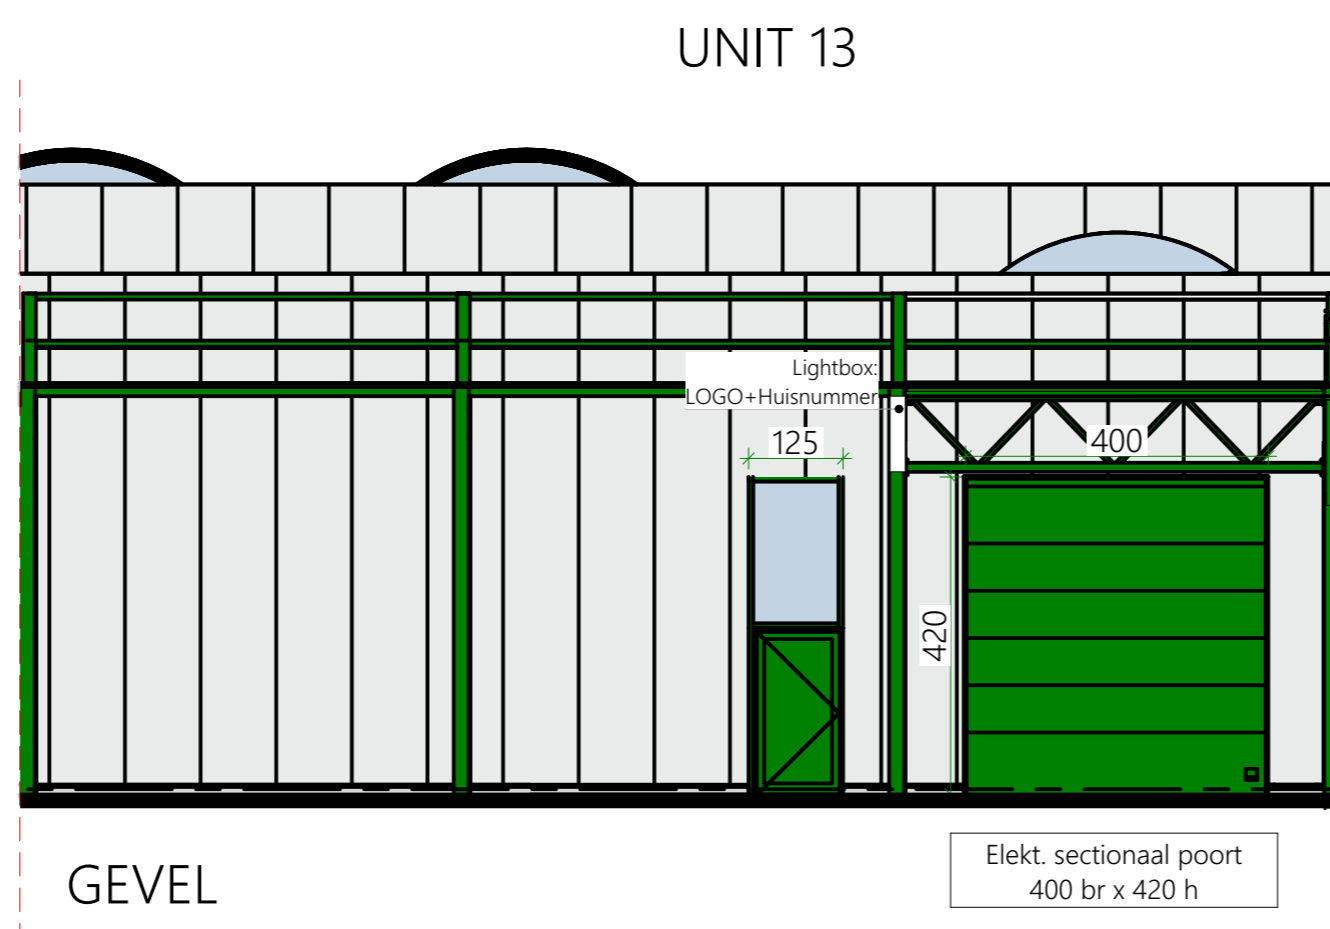 UNIT 13
Lightbox:
LOGO+Huisnummer
125
400
420
GEVEL
Elekt. sectionaal poort
400 br x 420 h